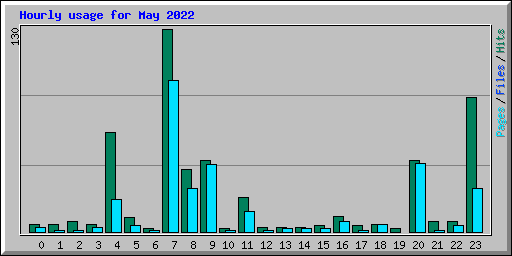 Hourly usage for May 2022
130
Pages/Files/Hits
0 1 2 3 4 5 6 7 8 9 10 11 12 13 14 15 16 17 18 19 20 21 22 23